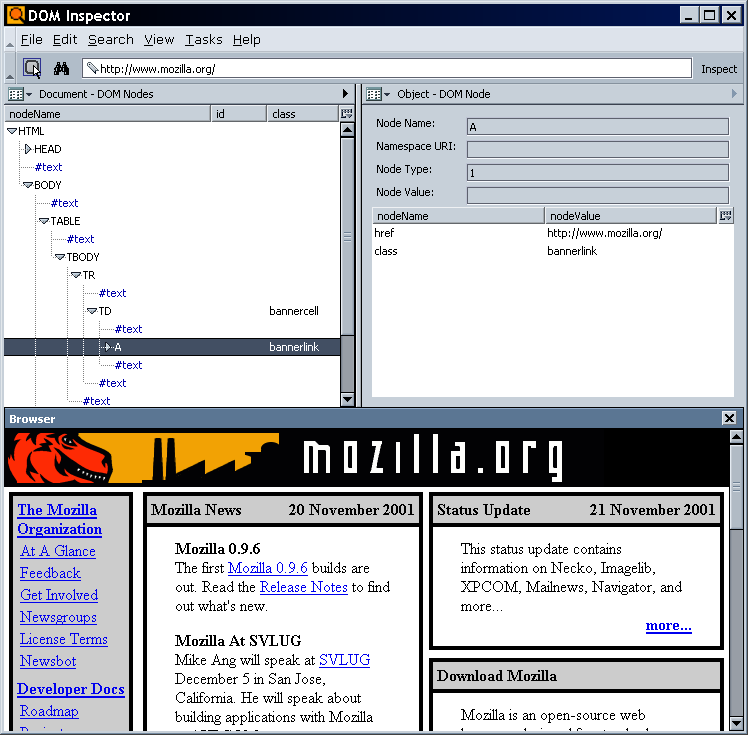 DOM Inspector
File Edit Search View Tasks Help
http://www.mozilla.org/ Inspect
Document - DOM Nodes
nodeName id class
HTML
HEAD
#text
BODY
#text
TABLE
#text
TBODY
TR
#text
TD bannercell
#text
A bannerlink
#text
#text
#text
Object - DOM Node
Node Name: A
Namespace URI:
Node Type: 1
Node Value:
nodeName nodeValue
href http://www.mozilla.org/
class bannerlink
Browser
mozilla.org
The Mozilla
Organization
At A Glance
Feedback
Get Involved
Newsgroups
License Terms
Newsbot
Developer Docs
Roadmap
Mozilla News 20 November 2001
Mozilla 0.9.6
The first Mozilla 0.9.6 builds are
out. Read the Release Notes to find
out what's new.
Mozilla At SVLUG
Mike Ang will speak at SVLUG
December 5 in San Jose,
California. He will speak about
building applications with Mozilla
Status Update 21 November 2001
This status update contains
information on Necko, Imagelib,
XPCOM, Mailnews, Navigator, and
more...
more...
Download Mozilla
Mozilla is an open-source web